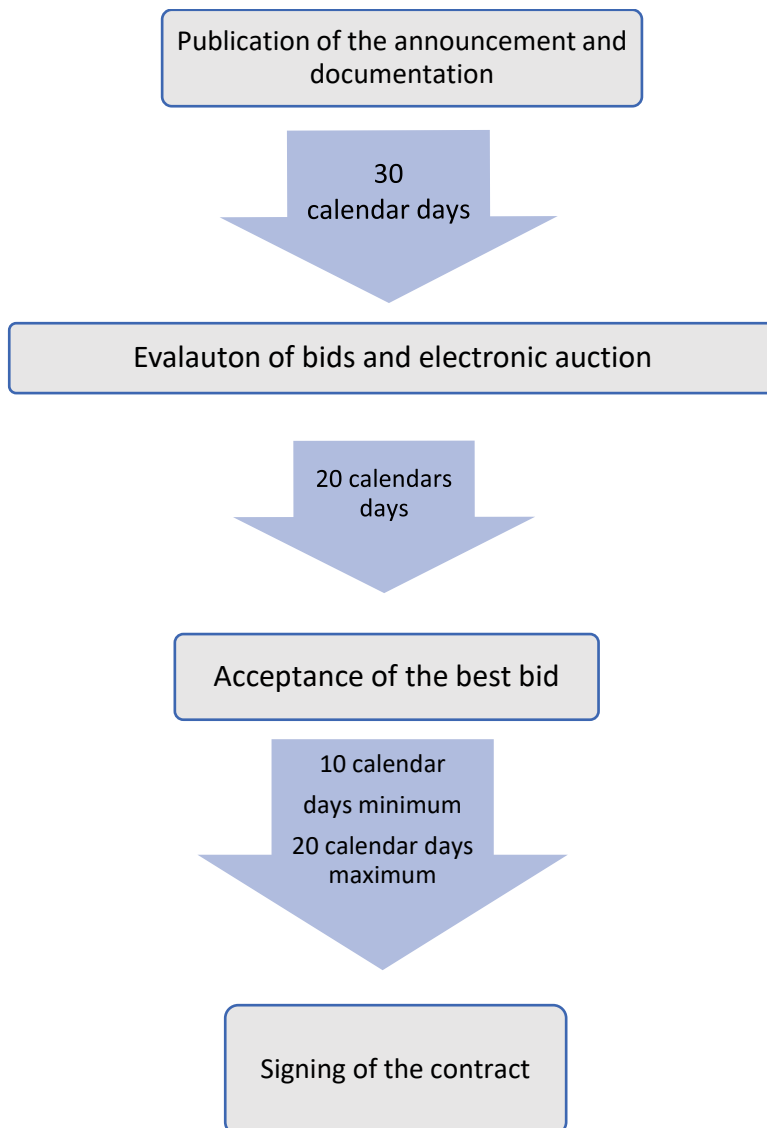 Publication of the announcement and
documentation
30
calendar days
Evalauton of bids and electronic auction
20 calendars
days
Acceptance of the best bid
10 calendar
days minimum
20 calendar days
maximum
Signing of the contract